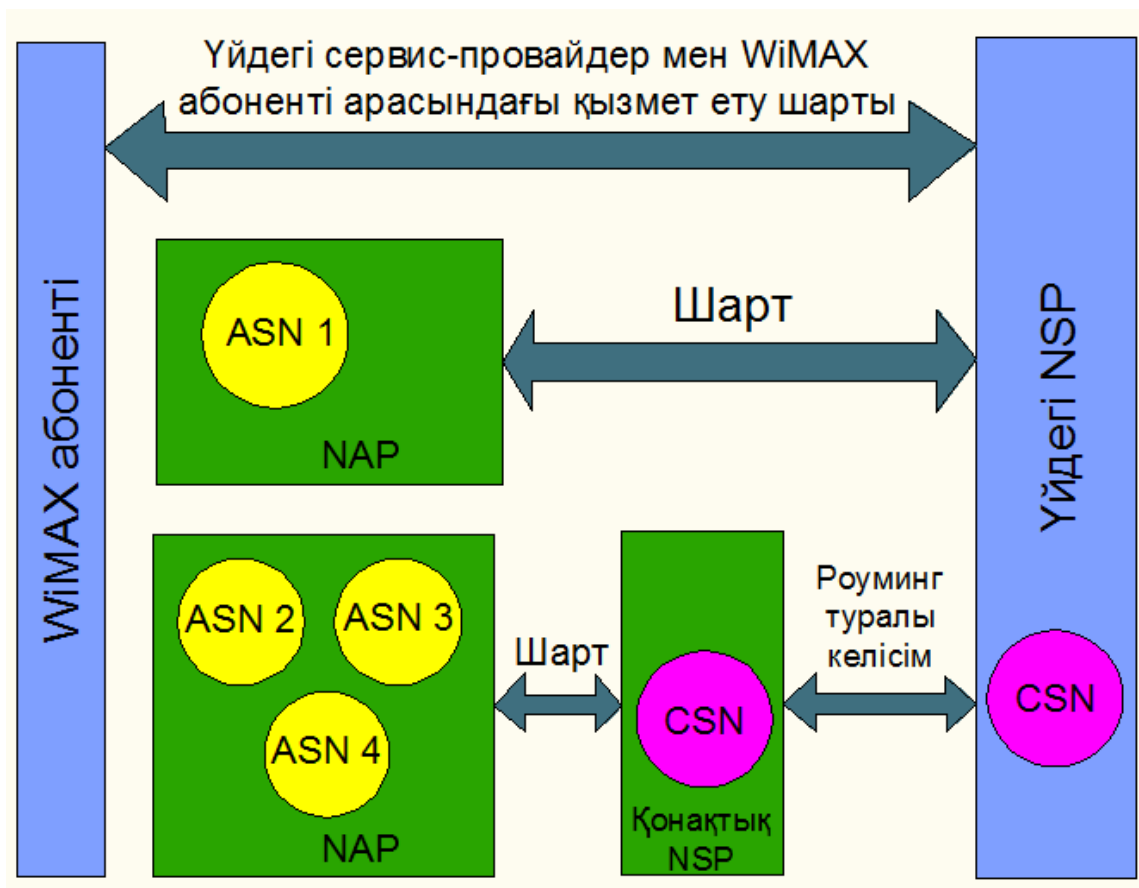 Үйдегі сервис-провайдер мен WiMAX
абоненті арасындағы қызмет ету шарты
WiMAX абоненті
ASN 1
NAP
Шарт
Үйдегі NSP
ASN 2
ASN 3
ASN 4
NAP
Шарт
CSN
Қонақтық
NSP
Роуминг
туралы
келісім
CSN